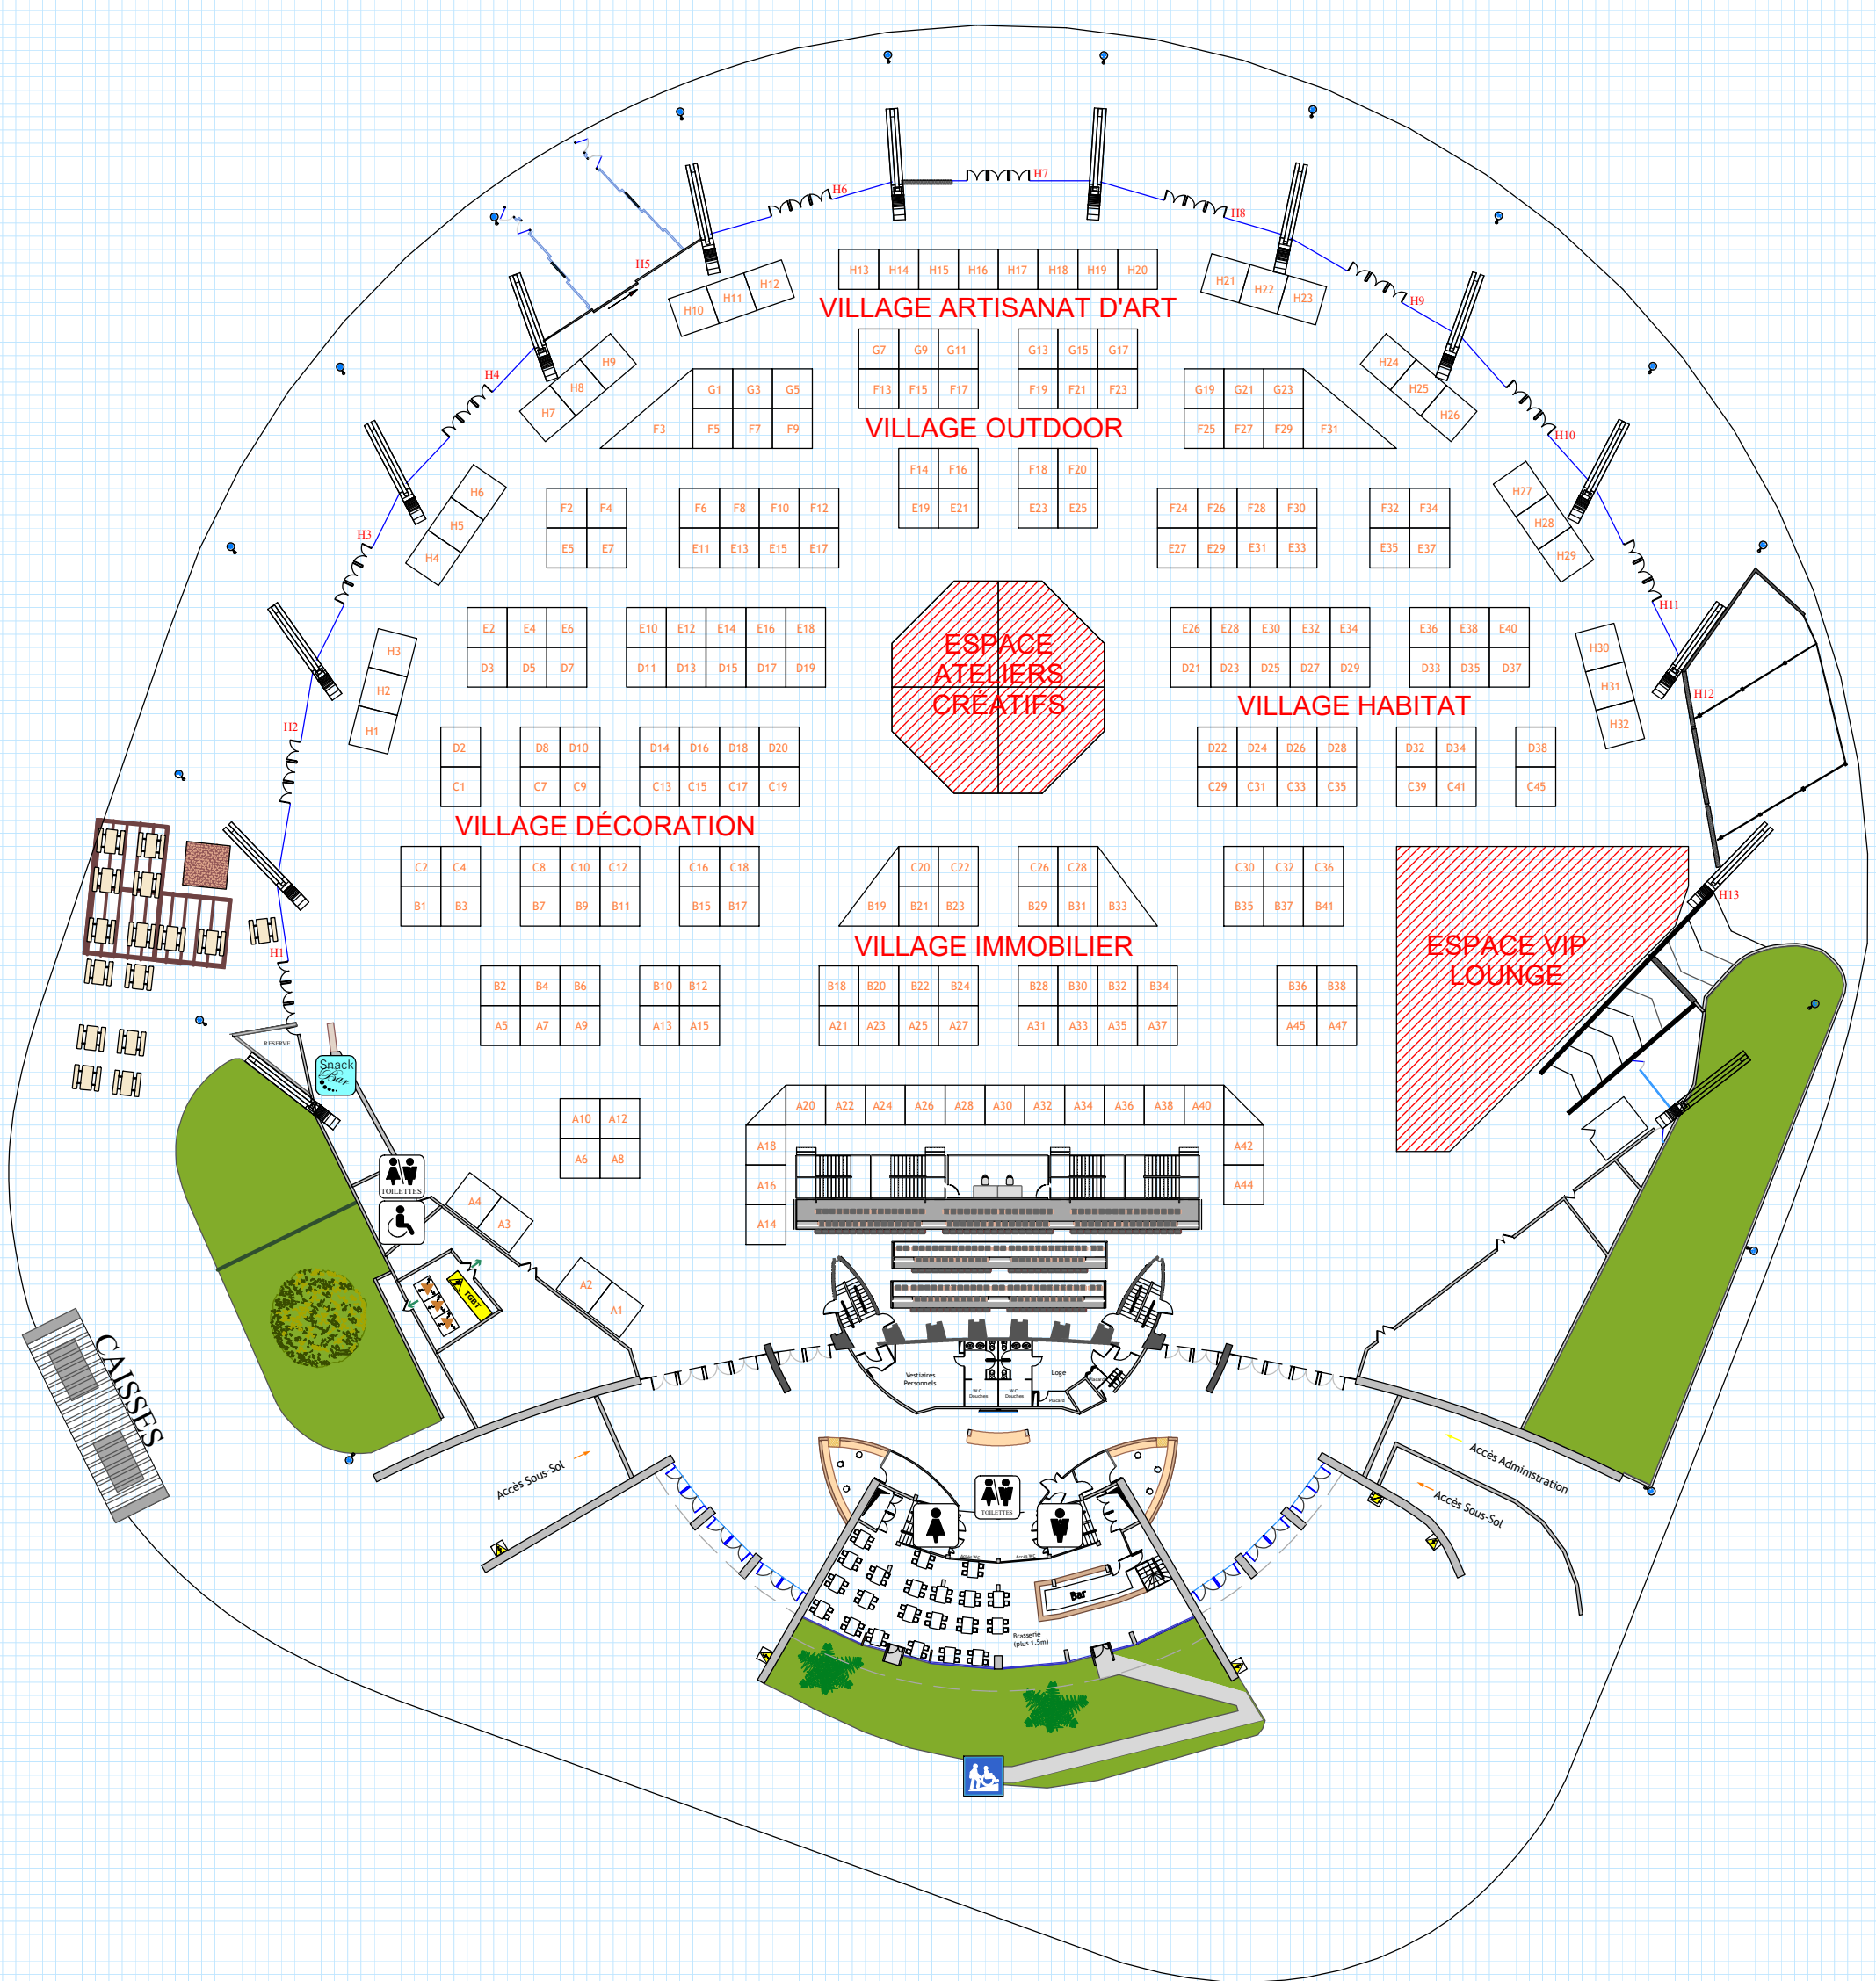 H7
H6
H8
H5
H13 H14 H15 H16 H17 H18 H19 H20
H10 H11 H12
H21 H22 H23
H9
VILLAGE ARTISANAT D'ART
H4
H7 H8 H9
G7 G9 G11 G13 G15 G17
F13 F15 F17 F19 F21 F23
H24 H25 H26
G1 G3 G5
G19 G21 G23
F3 F5 F7 F9
VILLAGE OUTDOOR
F25 F27 F29 F31
H10
F14 F16 F18 F20
E19 E21 E23 E25
H3
H4 H5 H6
F2 F4 F6 F8 F10 F12
F24 F26 F28 F30 F32 F34
E5 E7 E11 E13 E15 E17
E27 E29 E31 E33 E35 E37
H27 H28 H29
H11
E2 E4 E6 E10 E12 E14 E16 E18
E26 E28 E30 E32 E34 E36 E38 E40
D3 D5 D7 D11 D13 D15 D17 D19
D21 D23 D25 D27 D29 D33 D35 D37
ESPACE
ATELIERS
CRÉATIFS
H3
H2
H1
H30
H31
H32
H12
H2
VILLAGE HABITAT
D2 D8 D10 D14 D16 D18 D20
D22 D24 D26 D28 D32 D34 D38
C1 C7 C9 C13 C15 C17 C19
C29 C31 C33 C35 C39 C41 C45
VILLAGE DÉCORATION
C2 C4 C8 C10 C12 C16 C18
C20 C22 C26 C28 C30 C32 C36
B1 B3 B7 B9 B11 B15 B17
B19 B21 B23 B29 B31 B33 B35 B37 B41
H13
H1
VILLAGE IMMOBILIER
ESPACE VIP
LOUNGE
B2 B4 B6 B10 B12
B18 B20 B22 B24 B28 B30 B32 B34 B36 B38
A5 A7 A9 A13 A15
A21 A23 A25 A27 A31 A33 A35 A37 A45 A47
RESERVE
Snack
Bar
A10 A12
A6 A8
A20 A22 A24 A26 A28 A30 A32 A34 A36 A38 A40
A18
A16
A14
A42
A44
TOILETTES
A4 A3
A2 A1
TGBT
CAISSES
Vestiaires
Personnels
W.C.
Douches
W.C.
Douches
Loge
Placard
Accès Sous-Sol
Accès Administration
Accès Sous-Sol
TOILETTES
Bar
Brasserie
(plus 1.5m)